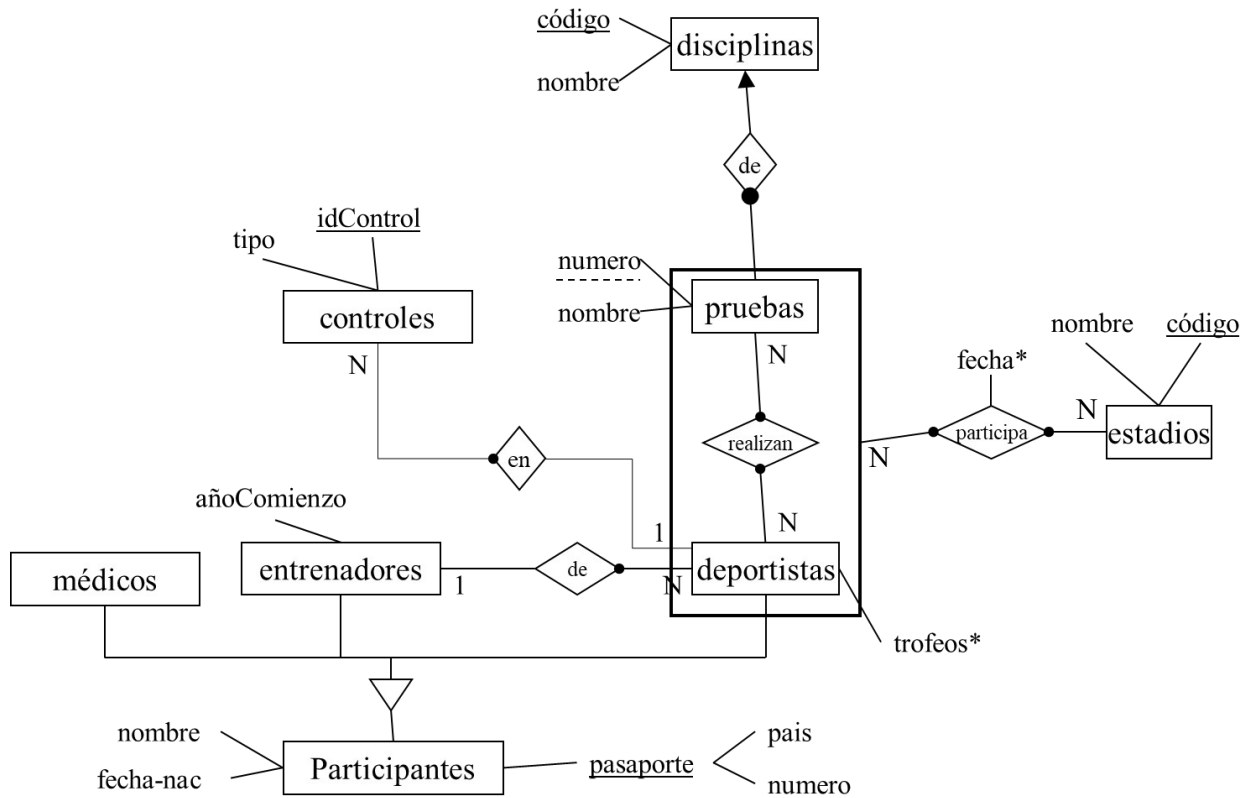 código
disciplinas
nombre
de
idControl
tipo
numero
controles
pruebas
nombre
nombre
código
N
N
fecha*
N
realizan
participa
estadios
en
N
añoComienzo
N
1
médicos
entrenadores
de
deportistas
1
N
trofeos*
nombre
pais
Participantes
pasaporte
fecha-nac
numero